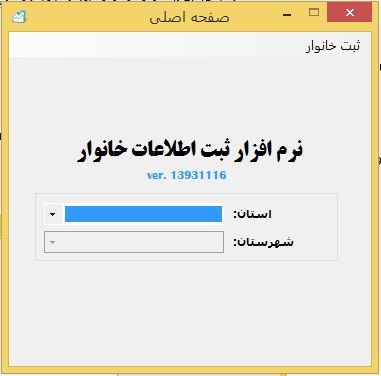 صفحه اصلی
ثبت خانوار
نرم افزار ثبت اطلاعات خانوار
ver. 13931116
استان:
شهرستان: